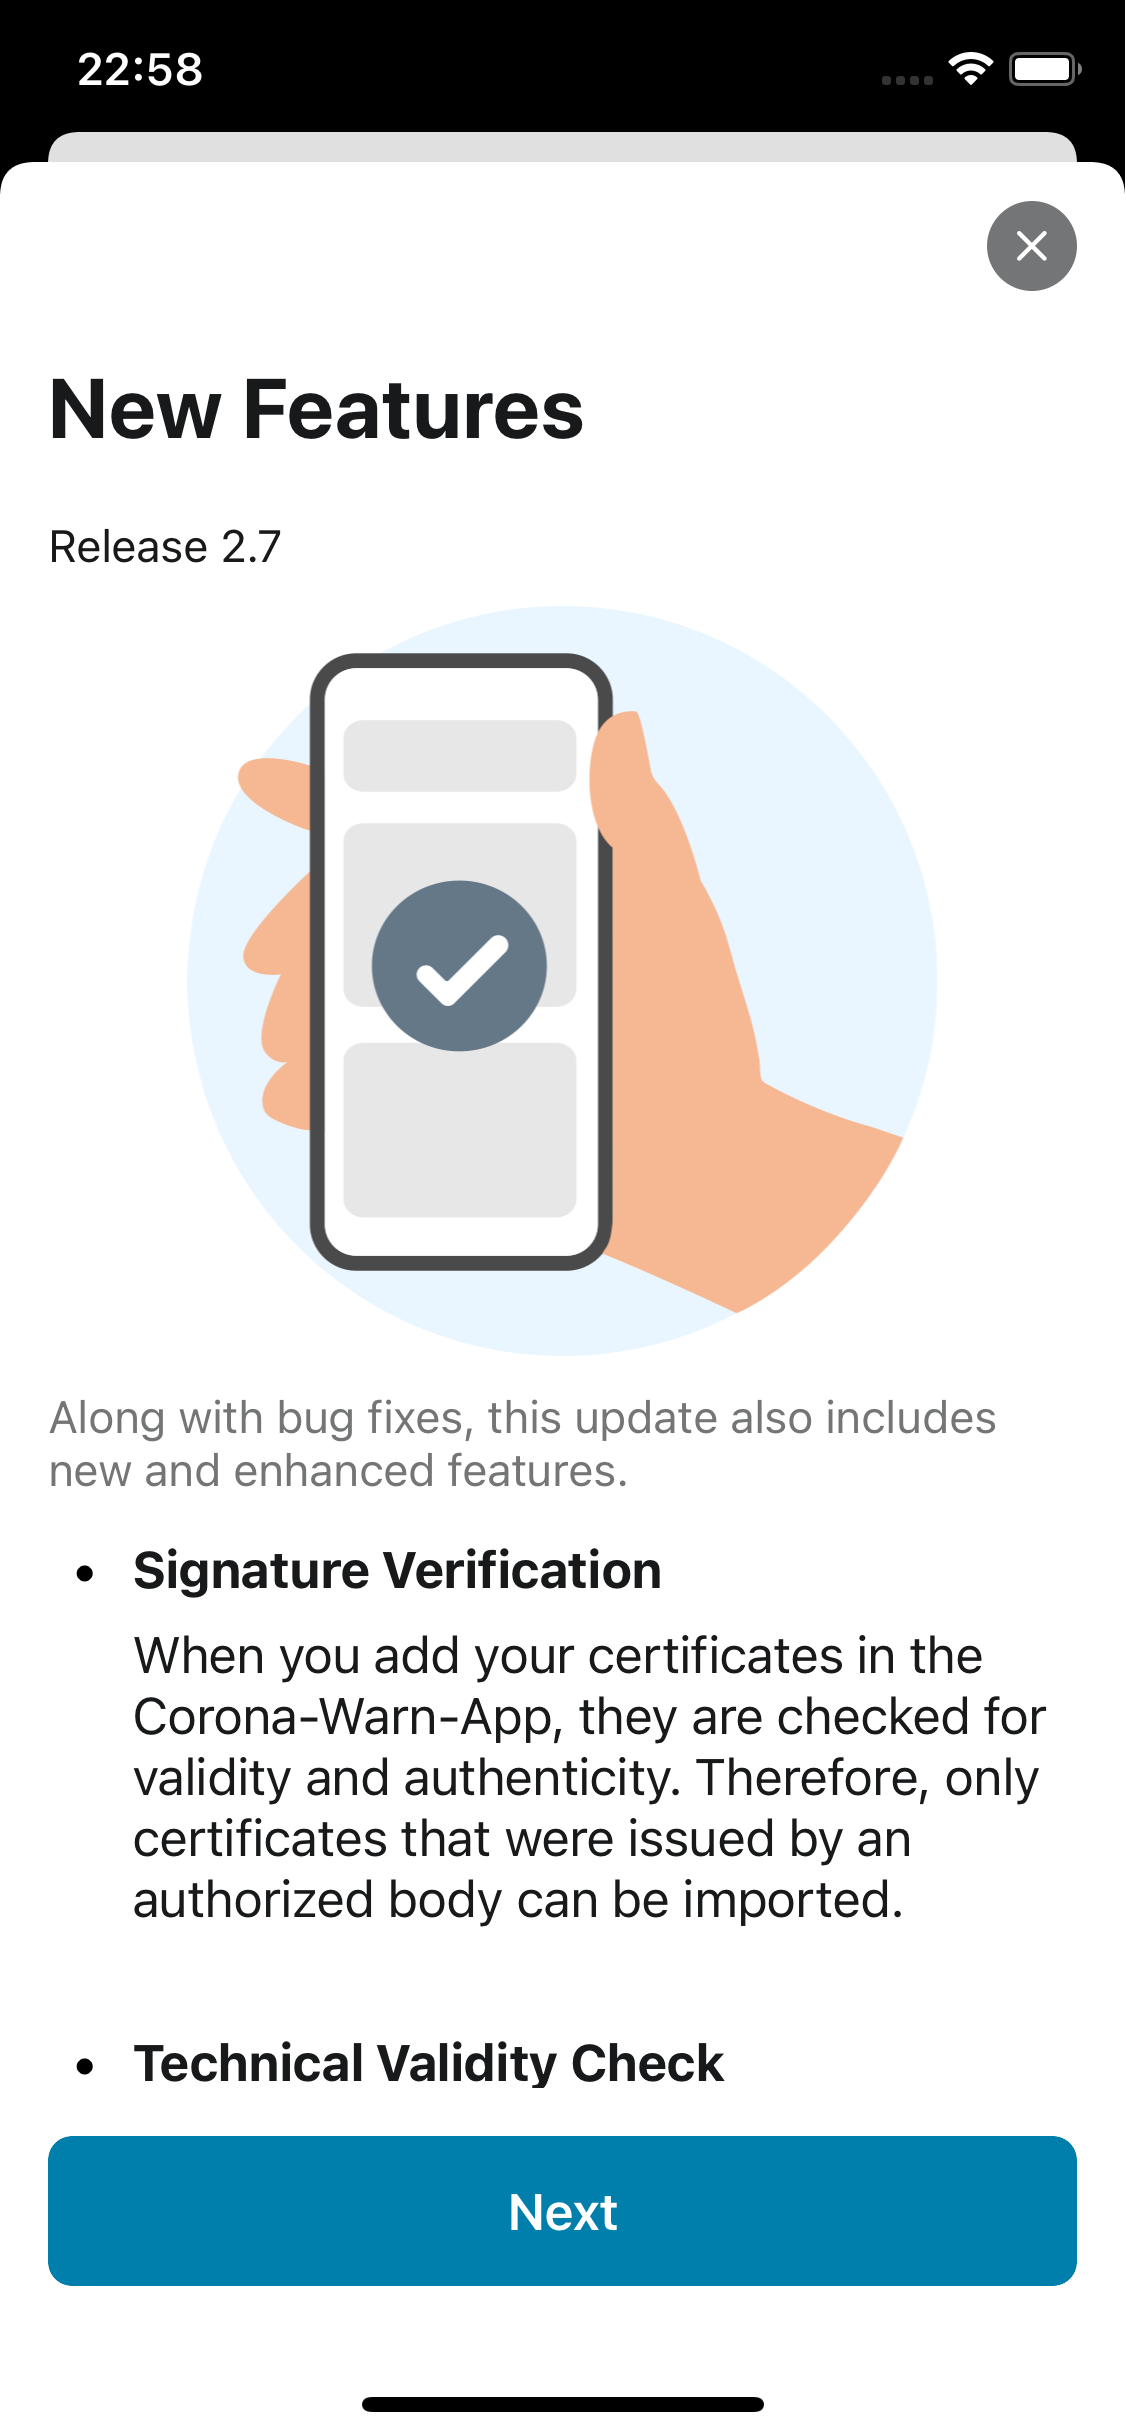 22:58
New Features
Release 2.7
Along with bug fixes, this update also includes
new and enhanced features.
• Signature Verification
When you add your certificates in the
Corona-Warn-App, they are checked for
validity and authenticity. Therefore, only
certificates that were issued by an
authorized body can be imported.
• Technical Validity Check
Next